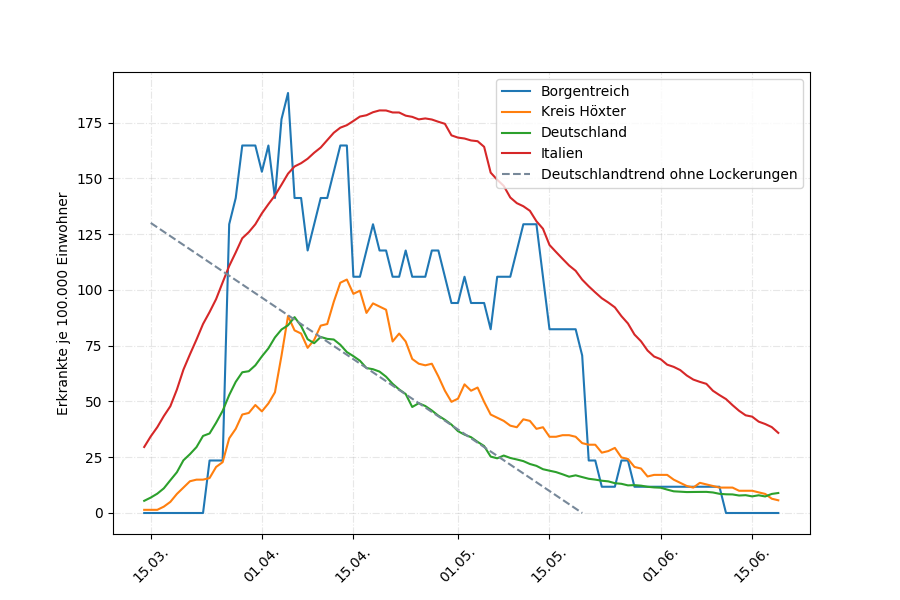 Erkrankte je 100.000 Einwohner
175
150
125
100
75
50
25
0
Borgentreich
Kreis Höxter
Deutschland
Italien
Deutschlandtrend ohne Lockerungen
15.03.
01.04.
15.04.
01.05.
15.05.
01.06.
15.06.